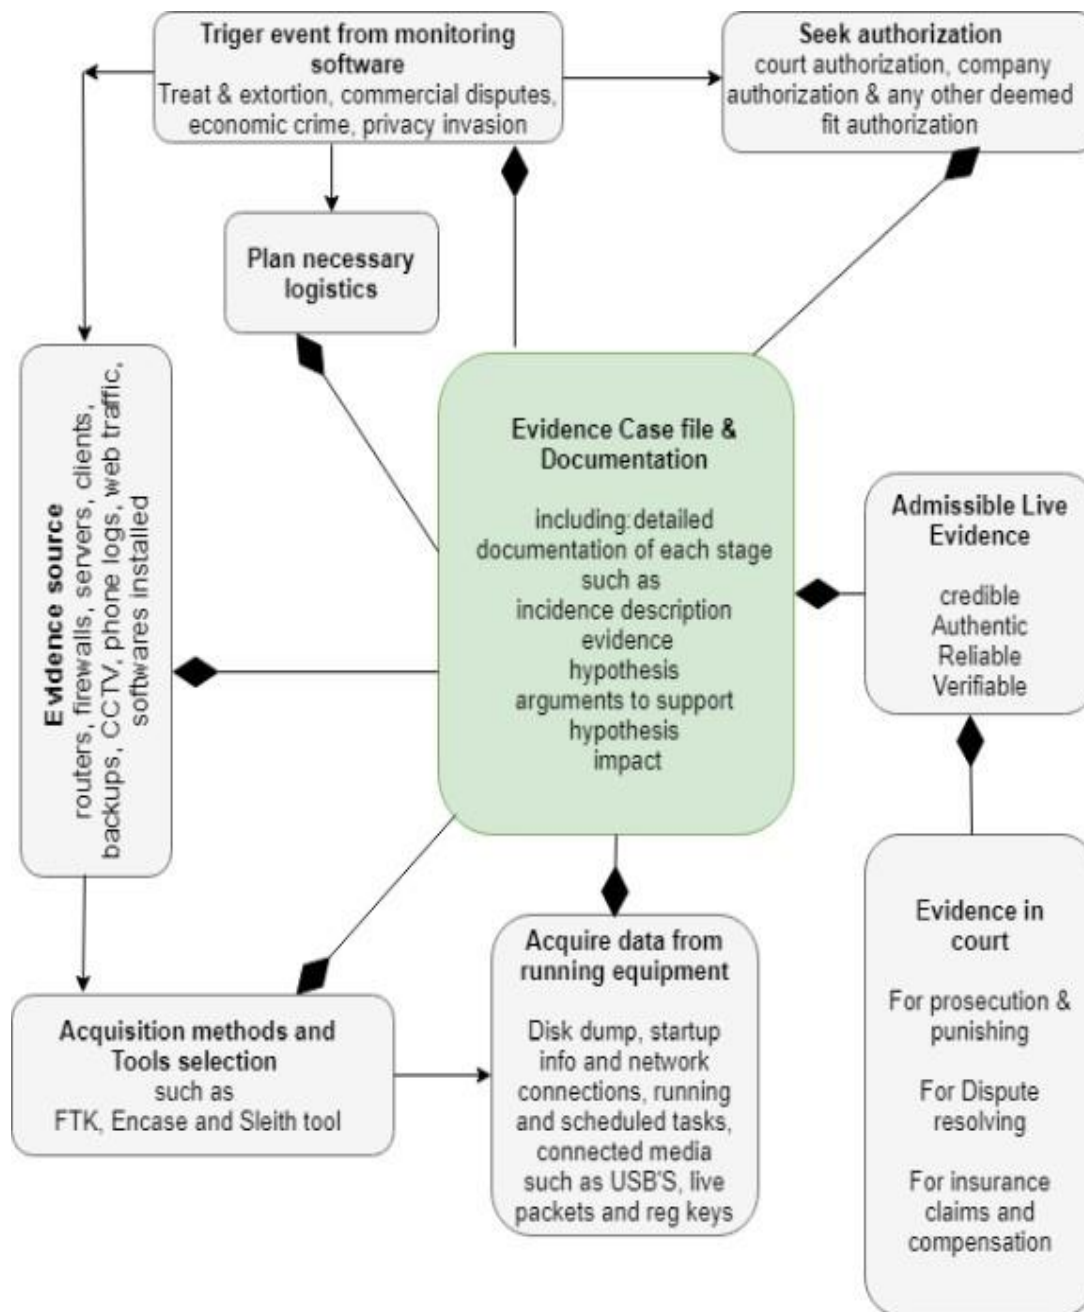 Triger event from monitoring
software
Treat & extortion, commercial disputes,
economic crime, privacy invasion
Seek authorization
court authorization, company
authorization & any other deemed
fit authorization
Plan necessary
logistics
Evidence source
routers, firewalls, servers, clients,
backups, CCTV, phone logs, web traffic,
softwares installed
Evidence Case file &
Documentation
including: detailed
documentation of each stage
such as
incidence description
evidence
hypothesis
arguments to support
hypothesis
impact
Admissible Live
Evidence
credible
Authentic
Reliable
Verifiable
Acquisition methods and
Tools selection
such as
FTK, Encase and Sleith tool
Acquire data from
running equipment
Disk dump, startup
info and network
connections, running
and scheduled tasks,
connected media
such as USB'S, live
packets and reg keys
Evidence in
court
For prosecution &
punishing
For Dispute
resolving
For insurance
claims and
compensation